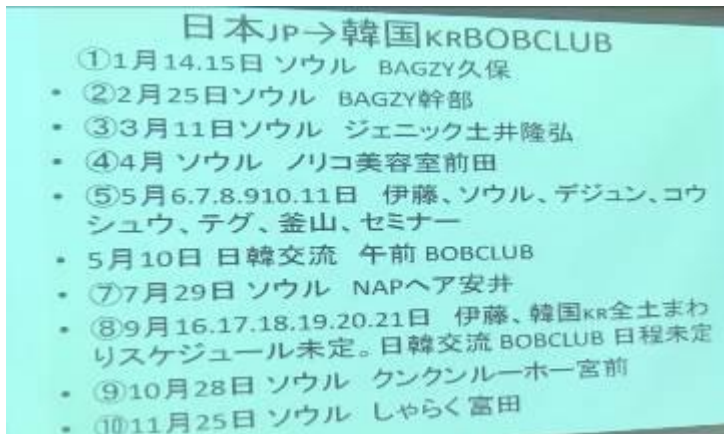 日本JP→韓国KRBOBCLUB
①1月14.15日 ソウル BAGZY久保
• ②2月25日ソウル BAGZY幹部
• ③3月11日ソウル ジェニック土井隆弘
• ④4月 ソウル ノリコ美容室前田
• ⑤5月6.7.8.910.11日 伊藤、ソウル、デジュン、コウ
シュウ、テグ、釜山、セミナー
• 5月10日 日韓交流 午前 BOBCLUB
• ⑦7月29日 ソウル NAPヘア安井
• ⑧9月16.17.18.19.20.21日 伊藤、韓国KR全土まわ
りスケジュール未定。日韓交流 BOBCLUB 日程未定
• ⑨10月28日 ソウル クンクンルーホー宮前
• ⑩11月25日 ソウル しゃらく富田